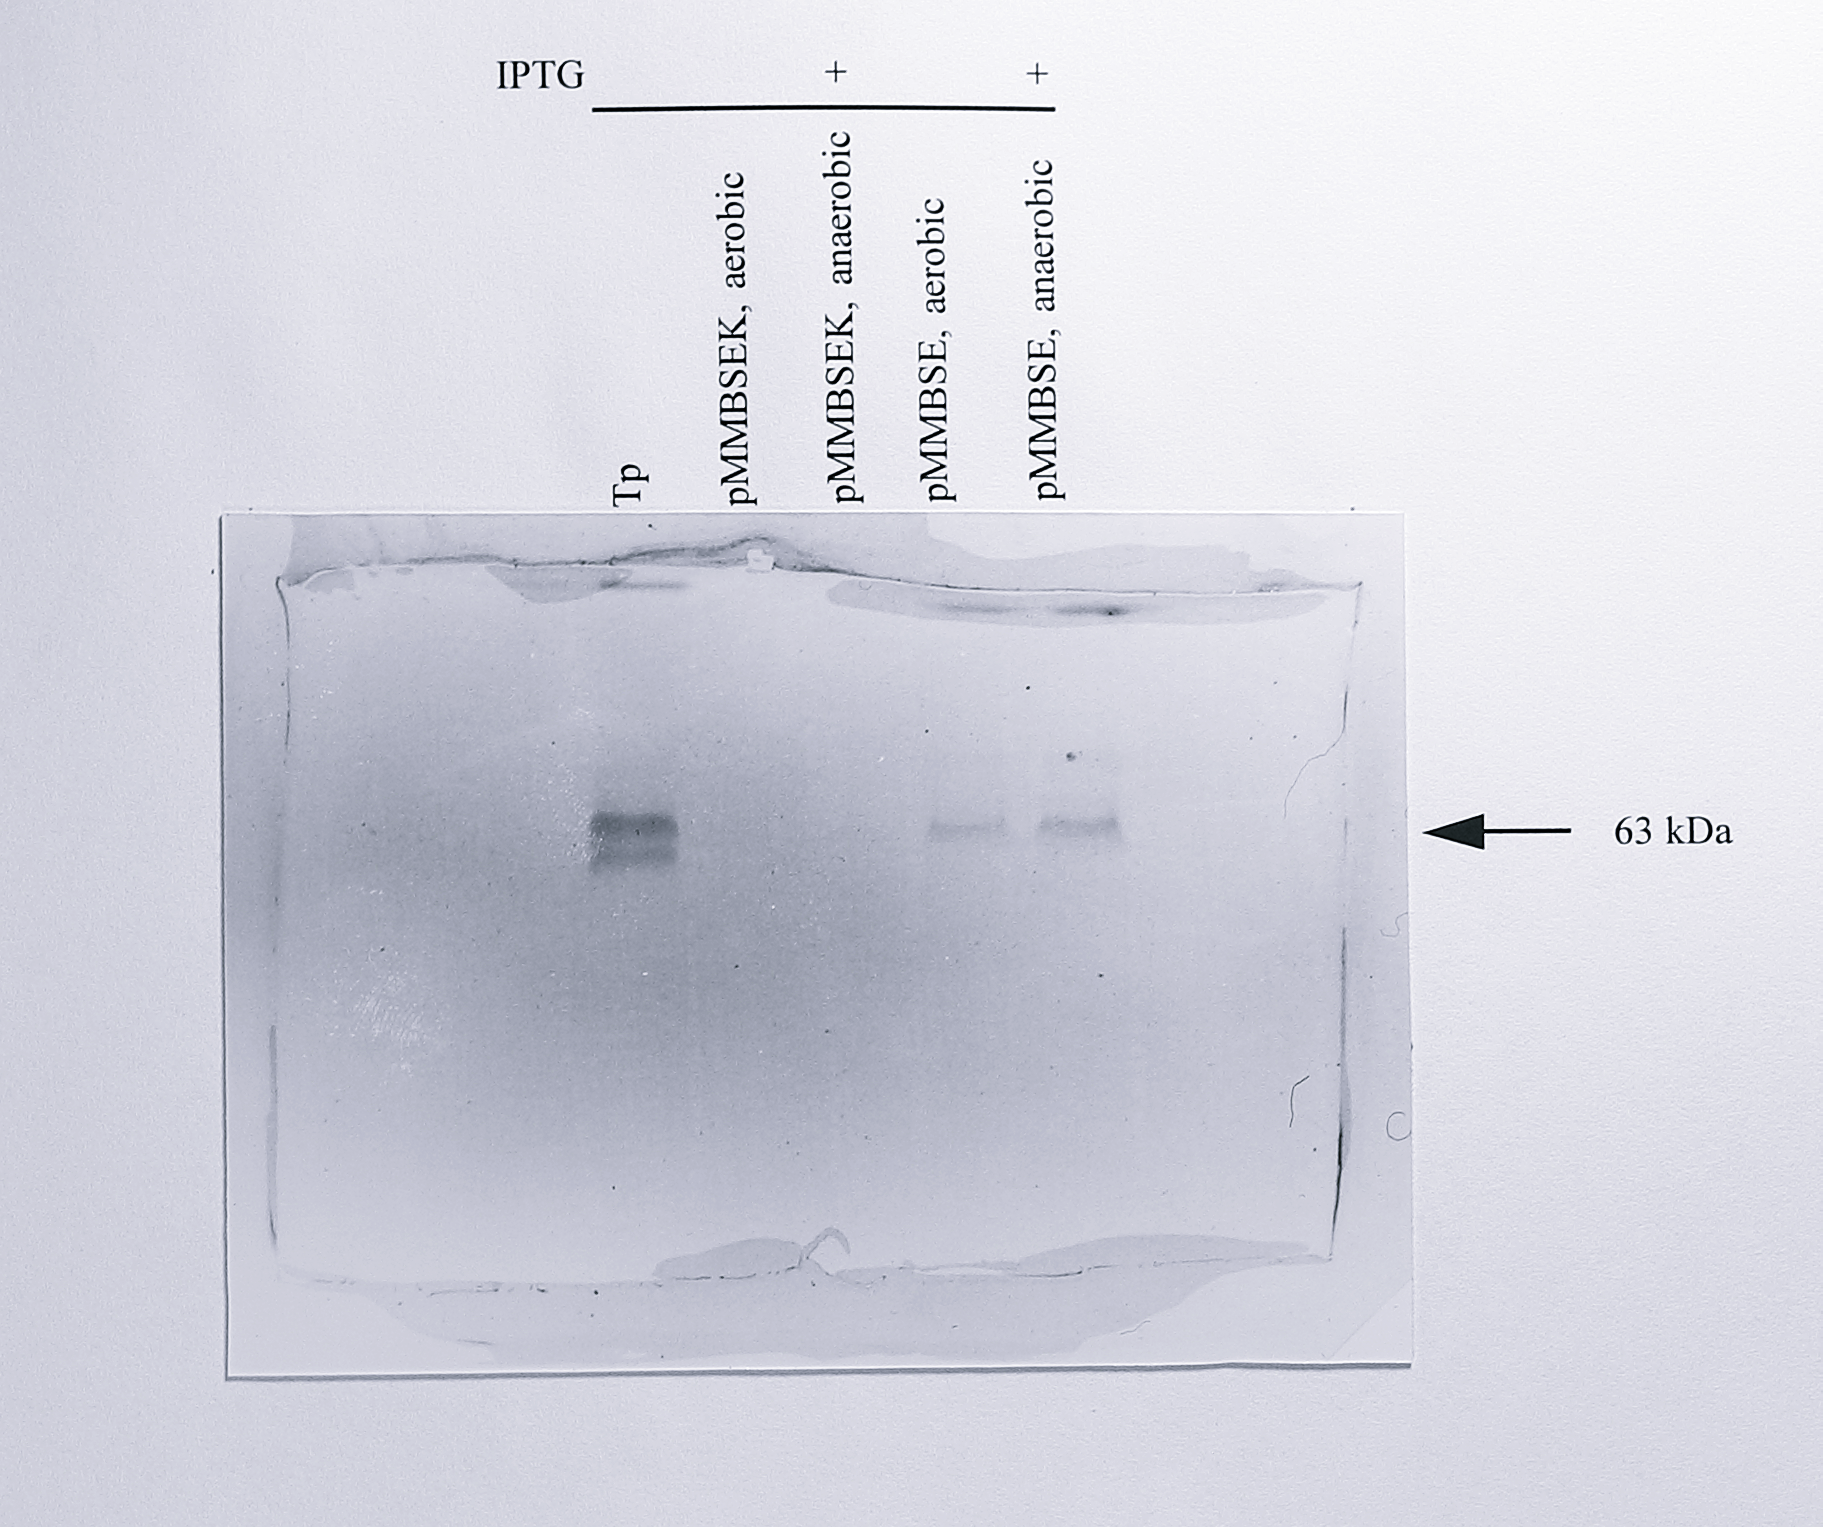 IPTG + +
Tp
pMMBSEK, aerobic
pMMBSEK, anaerobic
pMMBSE, aerobic
pMMBSE, anaerobic
63 kDa